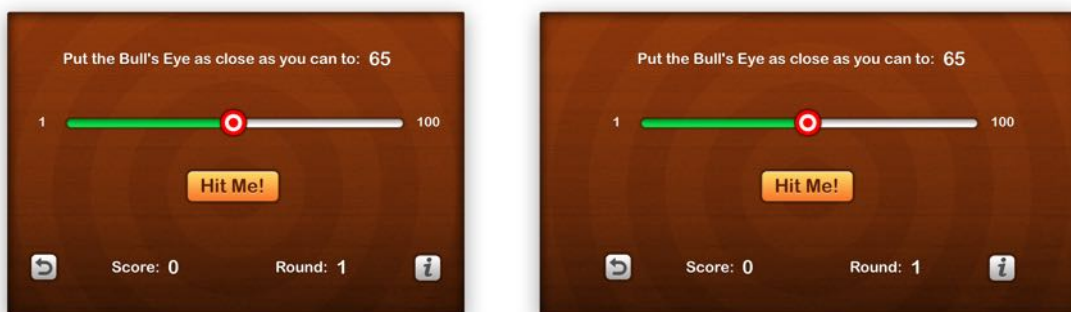 Put the Bull's Eye as close as you can to: 65
1 100
Hit Me!
Score: 0 Round: 1
i
Put the Bull's Eye as close as you can to: 65
1 100
Hit Me!
Score: 0 Round: 1
i